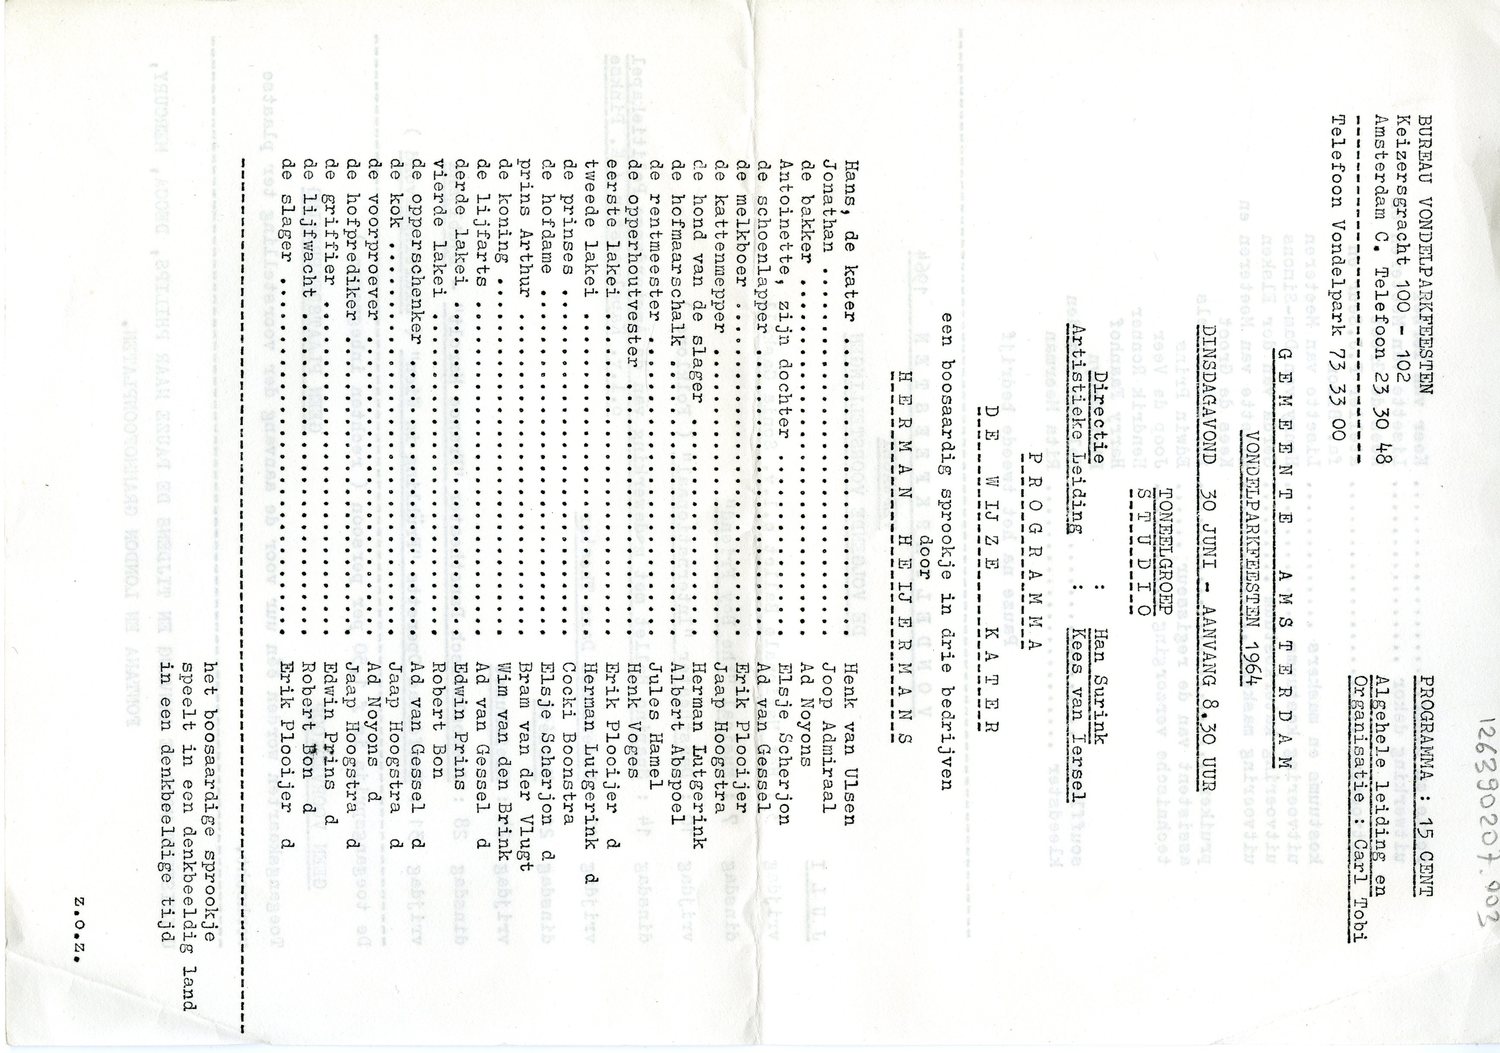 1263902O7.003
BUREAU VONDELPARKFEESTEN
Keizersgracht 100 - 102
Amsterdam C. Telefoon 23 30 48
Telefoon Vondelpark 73 33 00
PROGRAMMA : 15 CENT
Algehele leiding en
Organisatie : Carl Tobi
G E M E E N T E A M S T E R D A M
VONDELPARKFEESTEN 1964
DINSDAGAVOND 30 JUNI - AANVANG 8.30 UUR
TONEELGROEP
S T U D I O
Directie : Han Surink
Artistieke Leiding : Kees van Iersel
P R O G R A M M A
D E W IJ Z E K A T E R
een boosaardig sprookje in drie bedrijven
door
H E R M A N H E IJ E R M A N S
Hans, de kater .......... Henk van Ulsen
Jonathan .......... Joop Admiraal
de bakker .......... Ad Noyons
Antoinette, zijn dochter .......... Elsje Scherjon
de schoenlapper .......... Ad van Gessel
de melkboer .......... Erik Plooijer
de kattenmepper .......... Jaap Hoogstra
de hond van de slager .......... Herman Lutgerink
de hofmaarschalk .......... Albert Abspoel
de rentmeester .......... Jules Hamel
de opperhoutvester .......... Henk Voges
eerste lakei .......... Erik Plooijer d
tweede lakei .......... Herman Lutgerink d
de prinses .......... Cocki Boonstra
de hofdame .......... Elsje Scherjon d
prins Arthur .......... Bram van der Vlugt
de koning .......... Wim van den Brink
de lijfarts .......... Ad van Gessel d
derde lakei .......... Edwin Prins
vierde lakei .......... Robert Bon
de opperschenker .......... Ad van Gessel d
de kok .......... Jaap Hoogstra d
de voorproever .......... Ad Noyons d
de hofprediker .......... Jaap Hoogstra d
de griffier .......... Edwin Prins d
de lijfwacht .......... Robert Bon d
de slager .......... Erik Plooijer d
het boosaardige sprookje
speelt in een denkbeeldig land
in een denkbeeldige tijd
z.o.z.